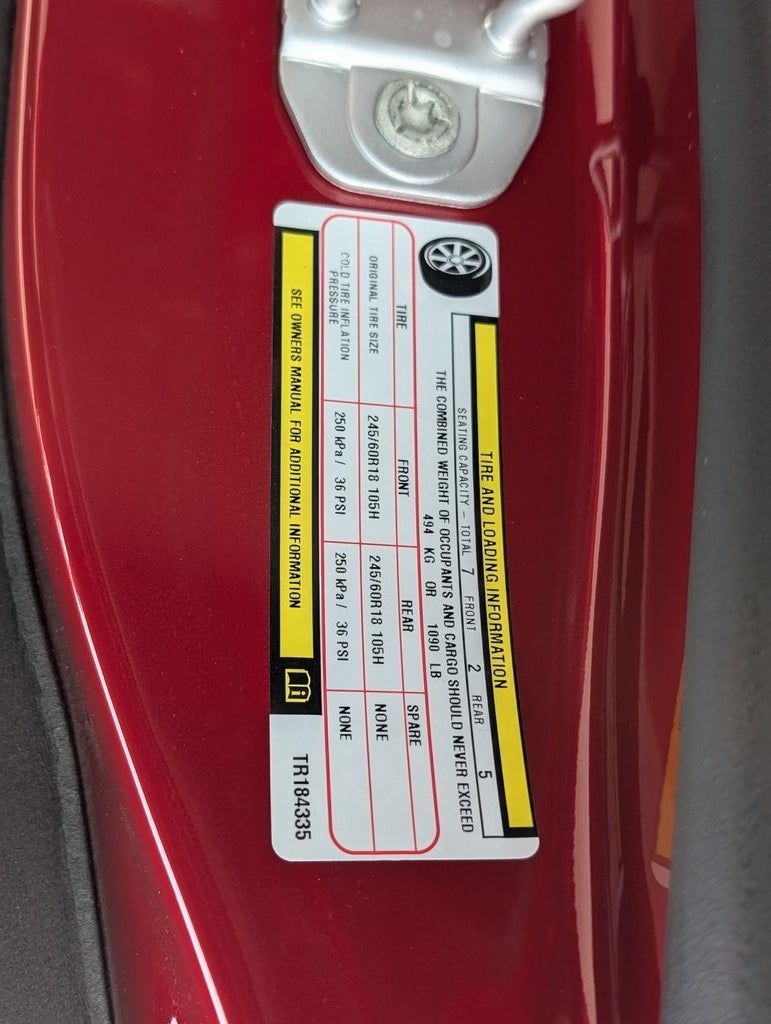 TIRE AND LOADING INFORMATION
SEATING CAPACITY – TOTAL 7 FRONT 2 REAR 5
THE COMBINED WEIGHT OF OCCUPANTS AND CARGO SHOULD NEVER EXCEED
494 KG OR 1090 LB
TIRE FRONT REAR SPARE
ORIGINAL TIRE SIZE 245/60R18 105H 245/60R18 105H NONE
COLD TIRE INFLATION
PRESSURE 250 kPa / 36 PSI 250 kPa / 36 PSI NONE
SEE OWNERS MANUAL FOR ADDITIONAL INFORMATION
TR184335